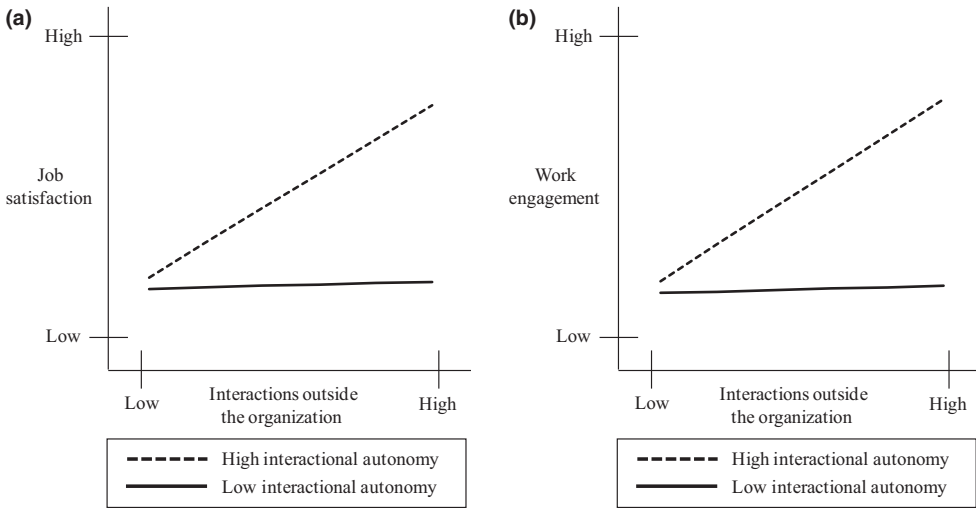 (a)
High
Job
satisfaction
Low
Low
Interactions outside
the organization
High
High interactional autonomy
Low interactional autonomy
(b)
High
Work
engagement
Low
Low
Interactions outside
the organization
High
High interactional autonomy
Low interactional autonomy